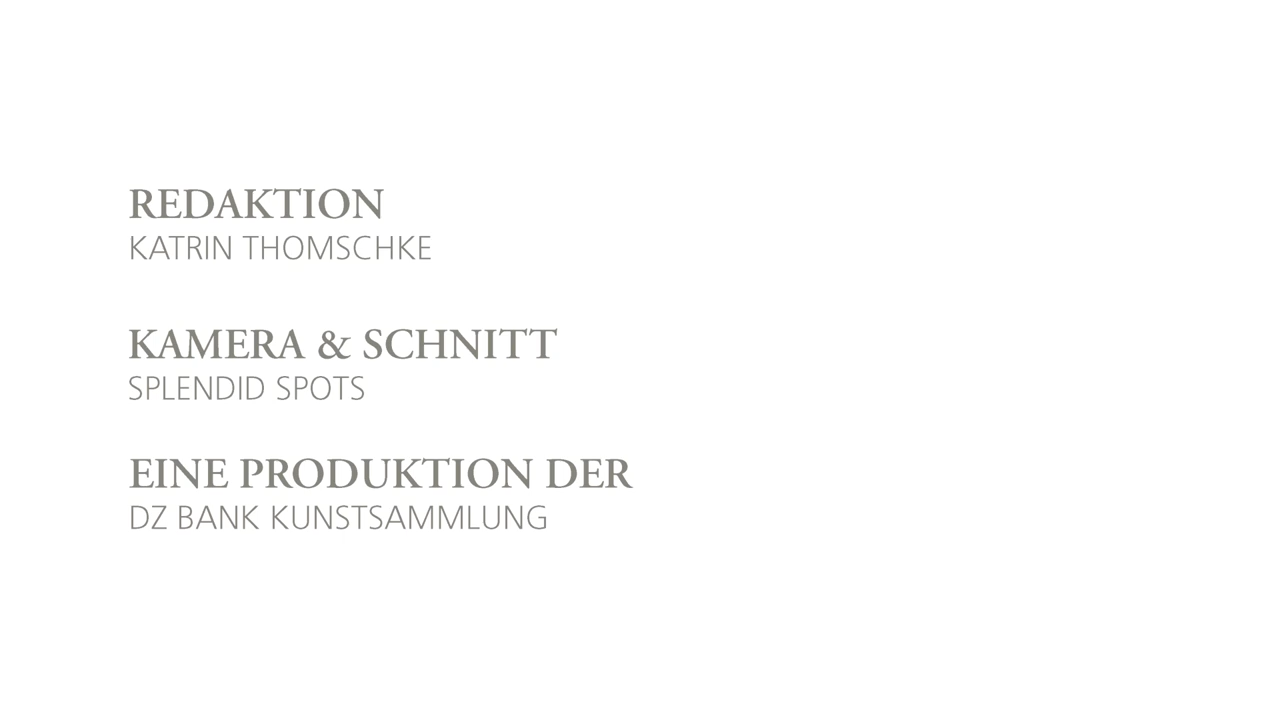 REDAKTION
KATRIN THOMSCHKE
KAMERA & SCHNITT
SPLENDID SPOTS
EINE PRODUKTION DER
DZ BANK KUNSTSAMMLUNG